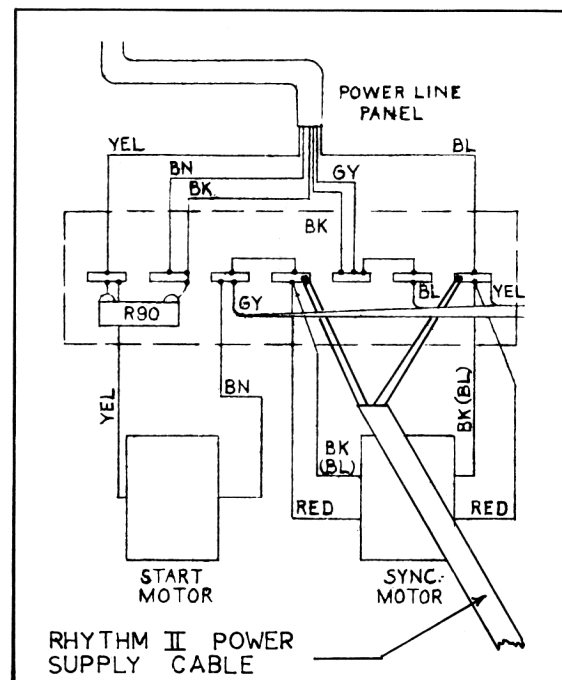 POWER LINE
PANEL
YEL
BN
BK
GY
BL
BK
R90
GY
BL
YEL
YEL
BN
BK
(BL)
BK(BL)
RED
RED
START
MOTOR
SYNC.
MOTOR
RHYTHM II POWER
SUPPLY CABLE